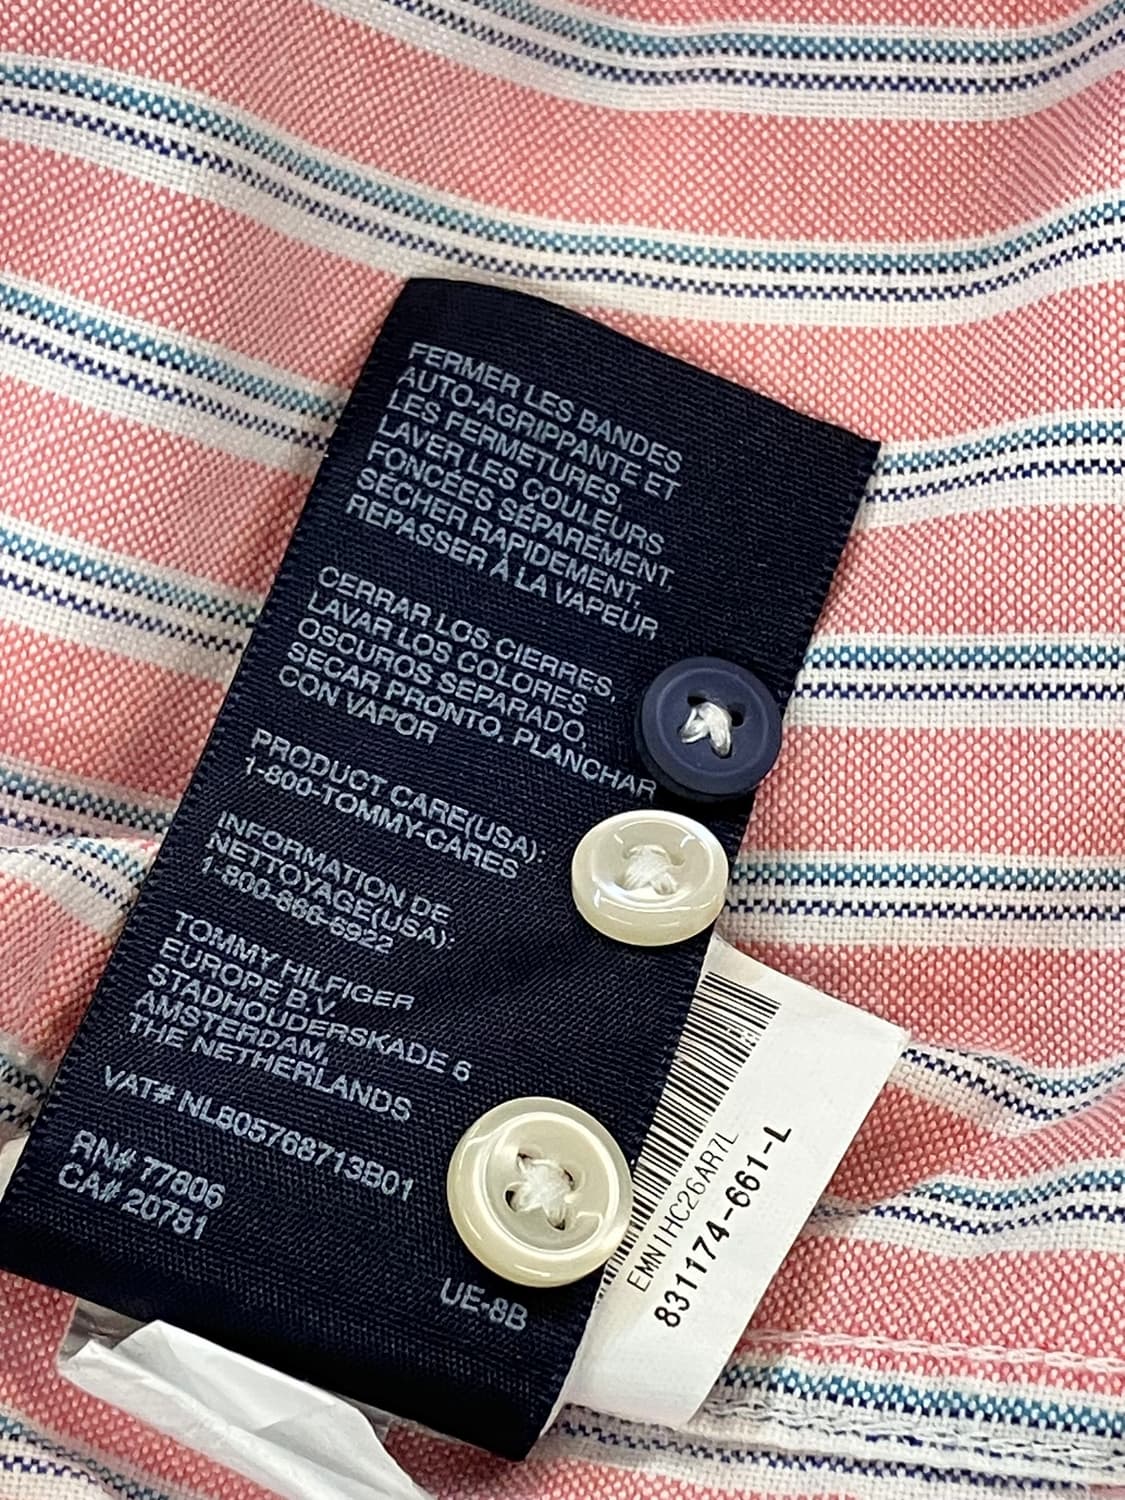 FERMER LES BANDES
AUTO-AGRIPPANTE ET
LES FERMETURES,
LAVER LES COULEURS
FONCÉES SÉPARÉMENT,
SÉCHER RAPIDEMENT,
REPASSER À LA VAPEUR
CERRAR LOS CIERRES,
LAVAR LOS COLORES
OSCUROS SEPARADO,
SECAR PRONTO, PLANCHAR
CON VAPOR
PRODUCT CARE(USA):
1-800-TOMMY-CARES
INFORMATION DE
NETTOYAGE(USA):
1-800-866-6922
TOMMY HILFIGER
EUROPE B.V.
STADHOUDERSKADE 6
AMSTERDAM,
THE NETHERLANDS
VAT# NL805768713B01
RN# 77806
CA# 20781
UE-8B
EMN1HC26AR7L
831174-661-L